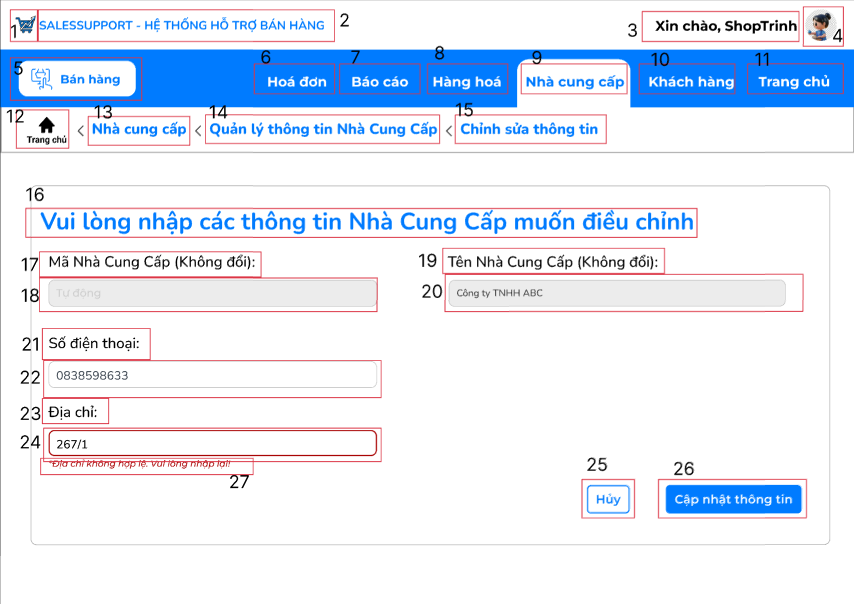 1 SALESSUPPORT - HỆ THỐNG HỖ TRỢ BÁN HÀNG 2
3 Xin chào, ShopTrinh 4
5 Bán hàng
6 Hoá đơn
7 Báo cáo
8 Hàng hoá
9 Nhà cung cấp
10 Khách hàng
11 Trang chủ
12 Trang chủ
< 13 Nhà cung cấp
< 14 Quản lý thông tin Nhà Cung Cấp
< 15 Chỉnh sửa thông tin
16
Vui lòng nhập các thông tin Nhà Cung Cấp muốn điều chỉnh
17 Mã Nhà Cung Cấp (Không đổi):
18 Tự động
19 Tên Nhà Cung Cấp (Không đổi):
20 Công ty TNHH ABC
21 Số điện thoại:
22 0838598633
23 Địa chỉ:
24 267/1
*Địa chỉ không hợp lệ. Vui lòng nhập lại!
27
25 Hủy
26 Cập nhật thông tin